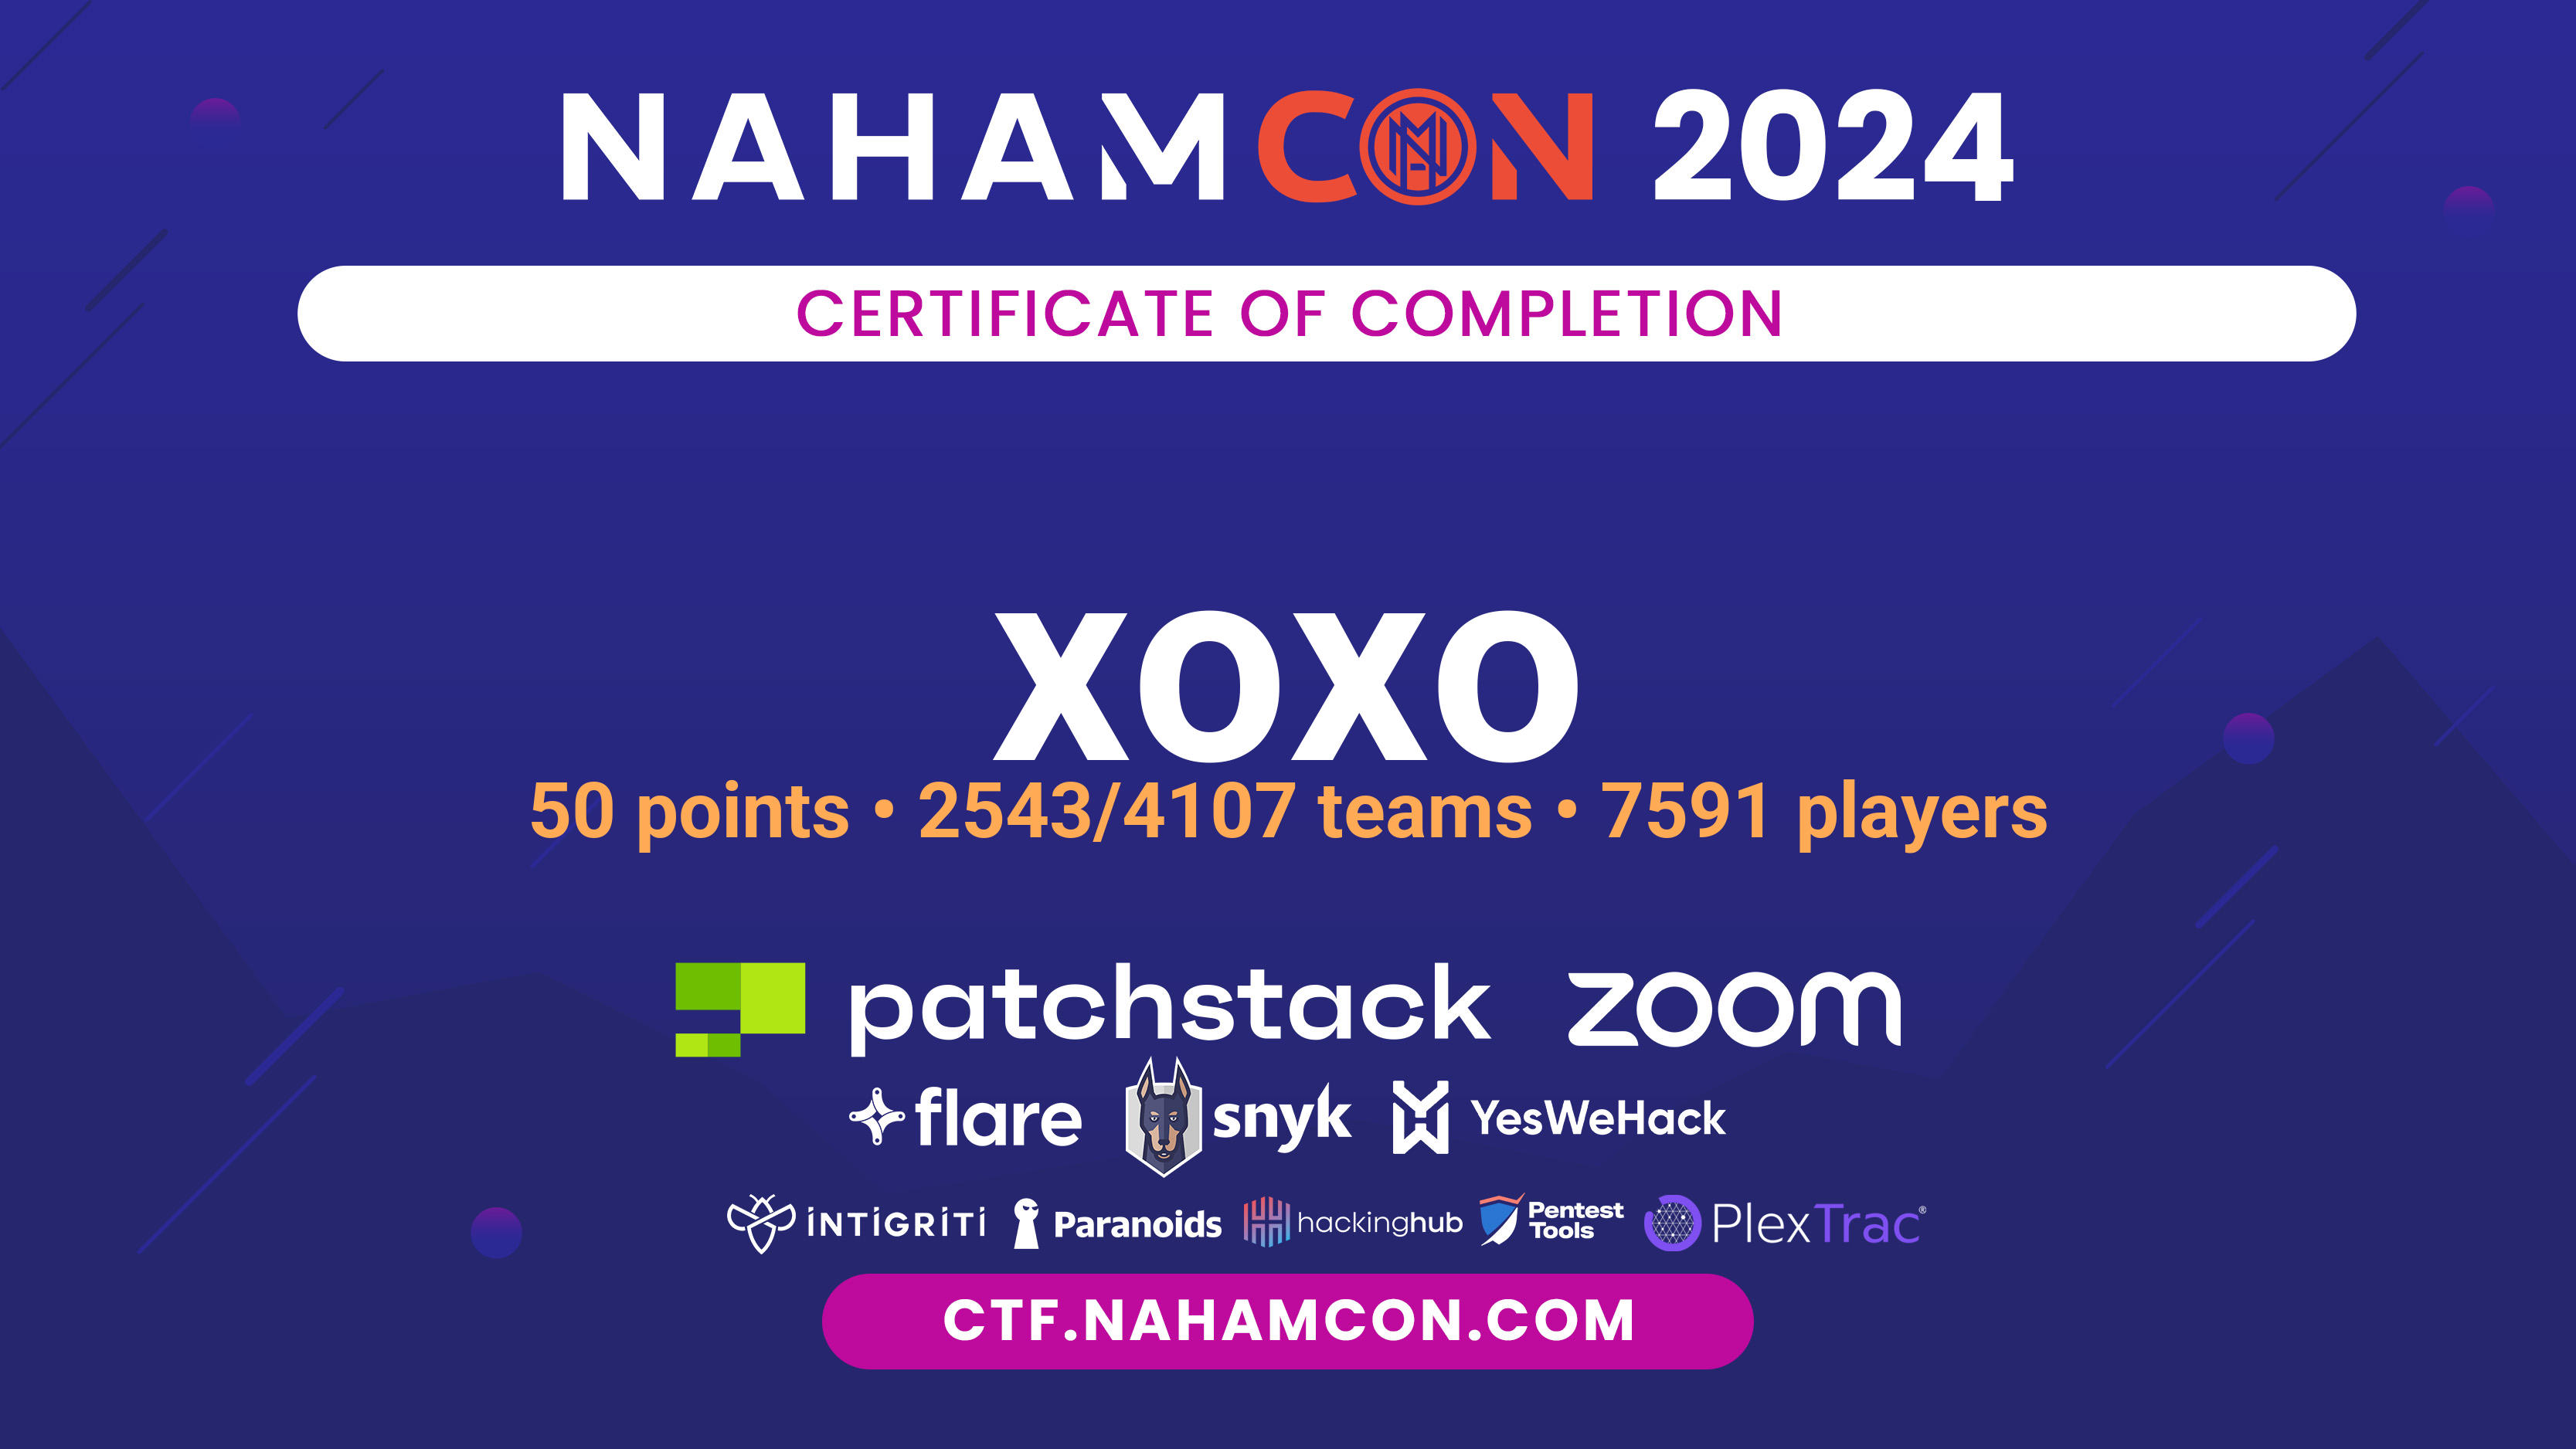 NAHAMCON 2024
CERTIFICATE OF COMPLETION
XOXO
50 points • 2543/4107 teams • 7591 players
patchstack zoom
flare snyk YesWeHack
INTIGRITI Paranoids hackinghub Pentest Tools PlexTrac®
CTF.NAHAMCON.COM